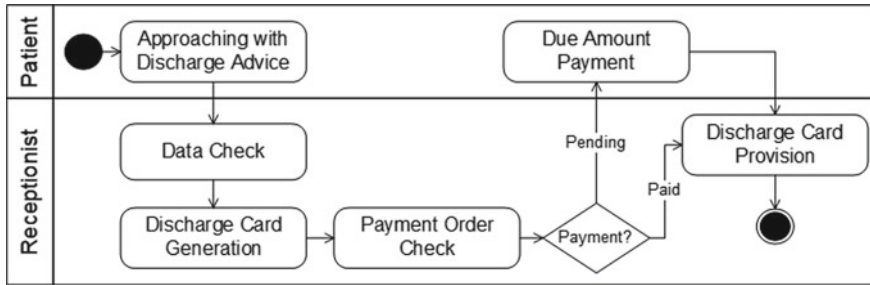 Patient
Approaching with
Discharge Advice
Due Amount
Payment
Receptionist
Data Check
Discharge Card
Generation
Payment Order
Check
Payment?
Pending
Paid
Discharge Card
Provision